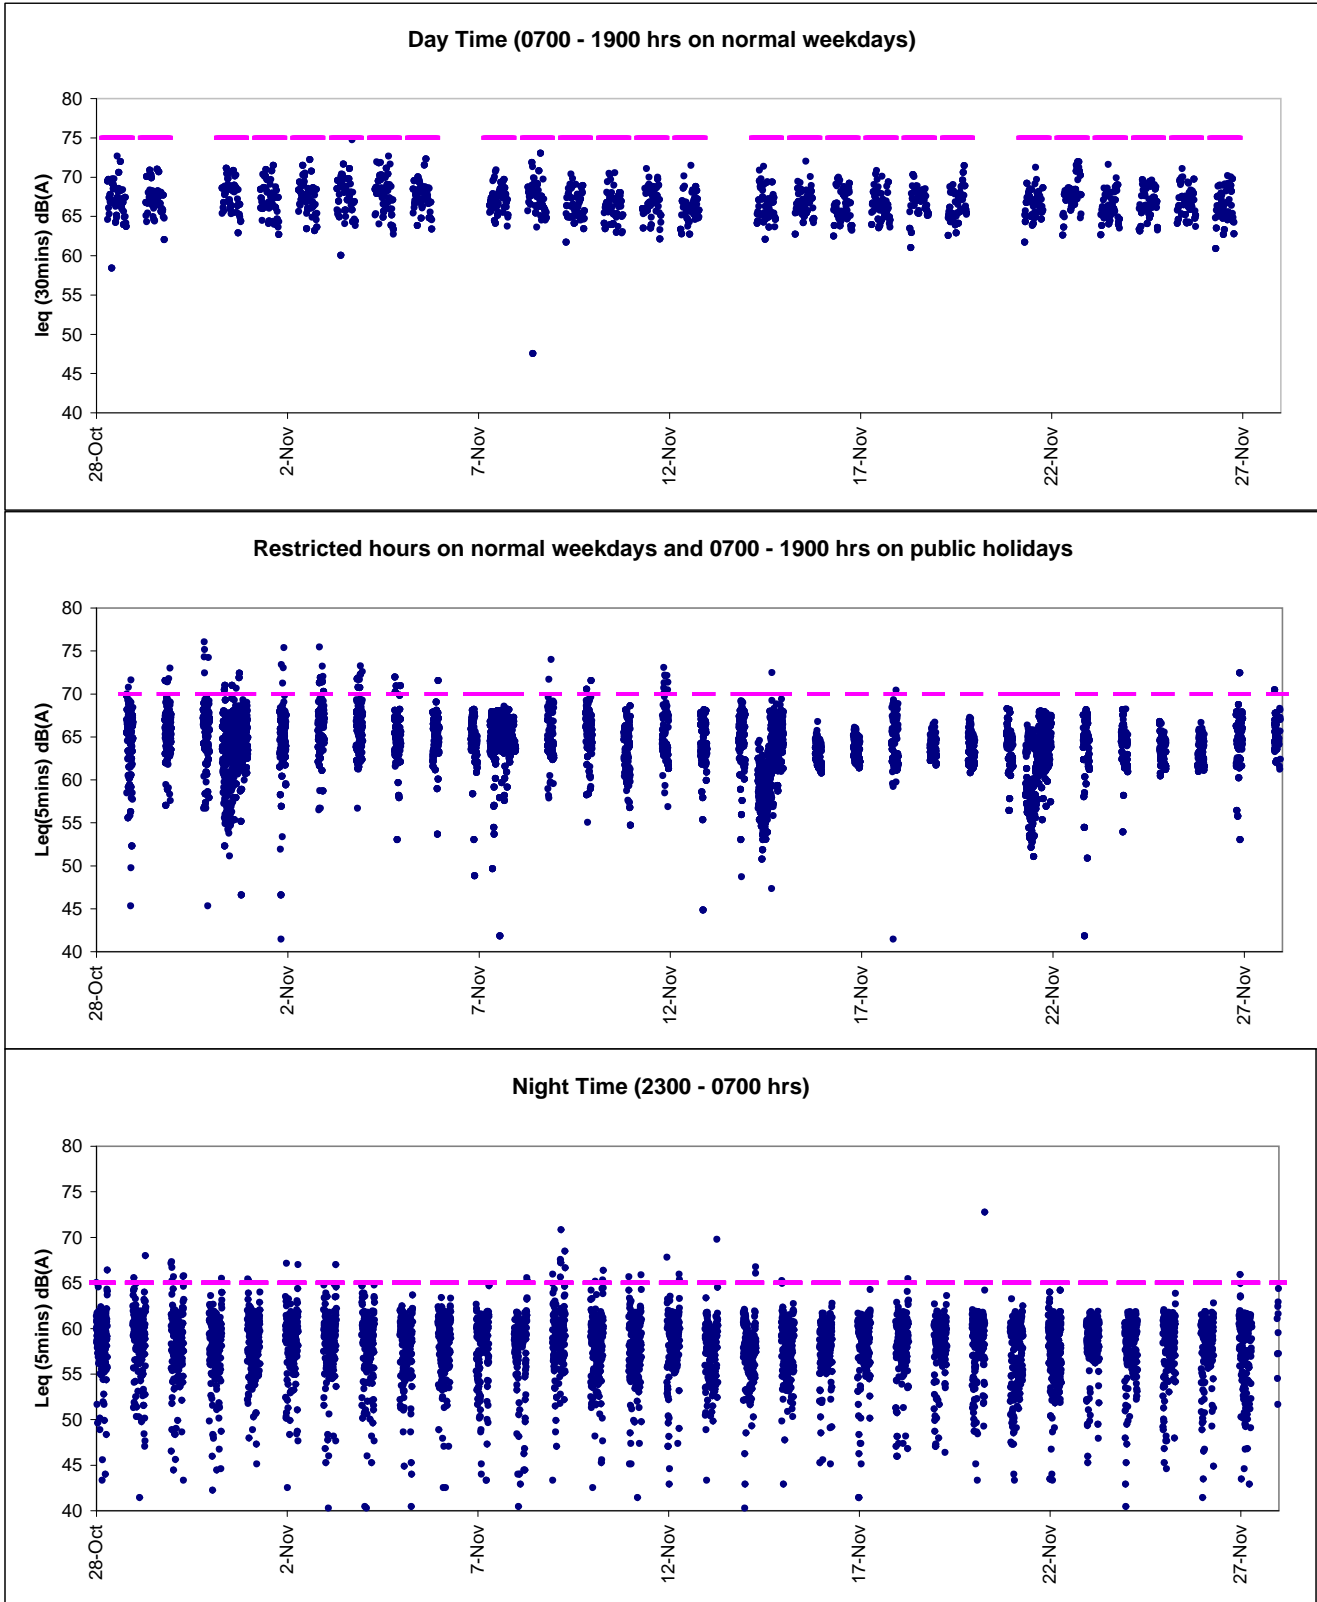 Day Time (0700 - 1900 hrs on normal weekdays)
leq (30mins) dB(A)
80
75
70
65
60
55
50
45
40
28-Oct
2-Nov
7-Nov
12-Nov
17-Nov
22-Nov
27-Nov
Restricted hours on normal weekdays and 0700 - 1900 hrs on public holidays
Leq(5mins) dB(A)
80
75
70
65
60
55
50
45
40
28-Oct
2-Nov
7-Nov
12-Nov
17-Nov
22-Nov
27-Nov
Night Time (2300 - 0700 hrs)
Leq (5mins) dB(A)
80
75
70
65
60
55
50
45
40
28-Oct
2-Nov
7-Nov
12-Nov
17-Nov
22-Nov
27-Nov